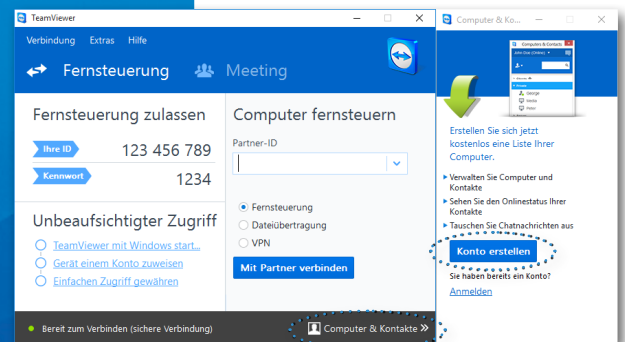 TeamViewer
Verbindung Extras Hilfe
Fernsteuerung Meeting
Fernsteuerung zulassen
Ihre ID 123 456 789
Kennwort 1234
Unbeaufsichtigter Zugriff
TeamViewer mit Windows start...
Gerät einem Konto zuweisen
Einfachen Zugriff gewähren
Computer fernsteuern
Partner-ID
Fernsteuerung
Dateiübertragung
VPN
Mit Partner verbinden
Bereit zum Verbinden (sichere Verbindung)
Computer & Kontakte »
Computer & Ko...
Computers & Contacts
Erstellen Sie sich jetzt
kostenlos eine Liste Ihrer
Computer.
Verwalten Sie Computer und
Kontakte
Sehen Sie den Onlinestatus Ihrer
Kontakte
Tauschen Sie Chatnachrichten aus
Konto erstellen
Sie haben bereits ein Konto?
Anmelden